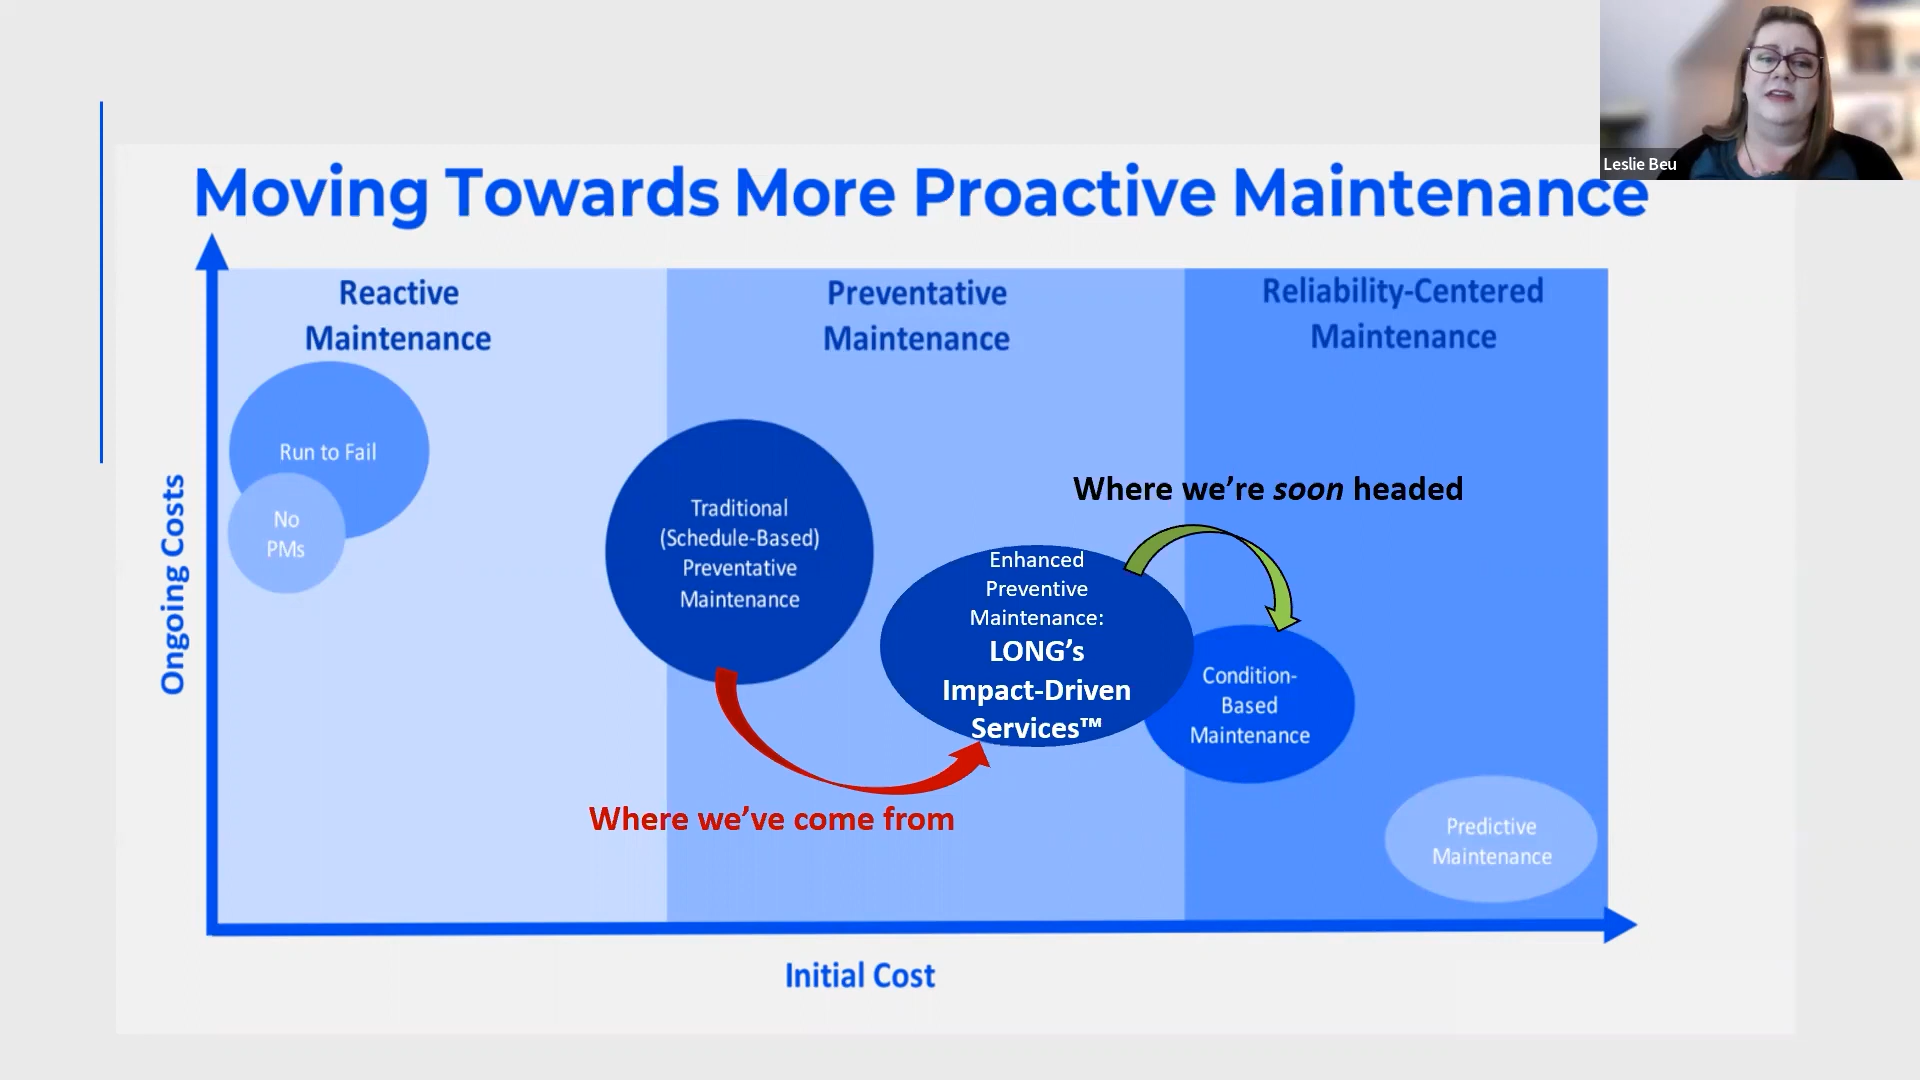 Leslie Beu
Moving Towards More Proactive Maintenance
Reactive
Maintenance
Preventative
Maintenance
Reliability-Centered
Maintenance
Ongoing Costs
Run to Fail
No
PMs
Traditional
(Schedule-Based)
Preventative
Maintenance
Where we're soon headed
Enhanced
Preventive
Maintenance:
LONG's
Impact-Driven
Services™
Condition-
Based
Maintenance
Where we've come from
Predictive
Maintenance
Initial Cost